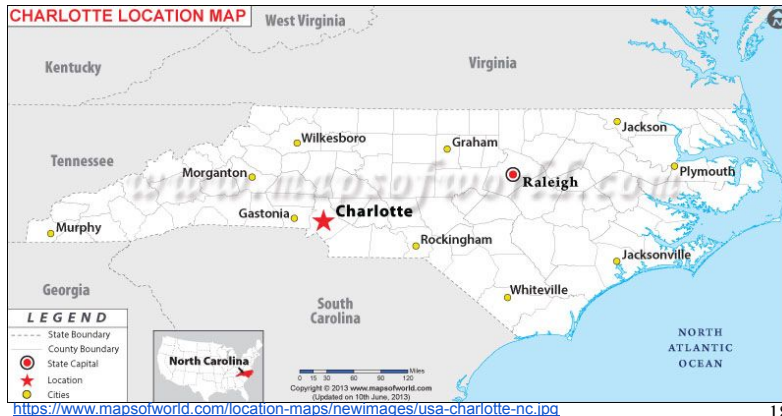 CHARLOTTE LOCATION MAP
West Virginia
Kentucky
Virginia
Tennessee
Wilkesboro
Graham
Jackson
Morganton
Raleigh
Plymouth
www.mapsofworld.com
Gastonia
Charlotte
Murphy
Rockingham
Jacksonville
Georgia
South
Carolina
Whiteville
NORTH
ATLANTIC
OCEAN
LEGEND
State Boundary
County Boundary
State Capital
Location
Cities
North Carolina
Miles
0 15 30 60 90 120
Copyright © 2013 www.mapsofworld.com
(Updated on 10th June, 2013)
https://www.mapsofworld.com/location-maps/newimages/usa-charlotte-nc.jpg